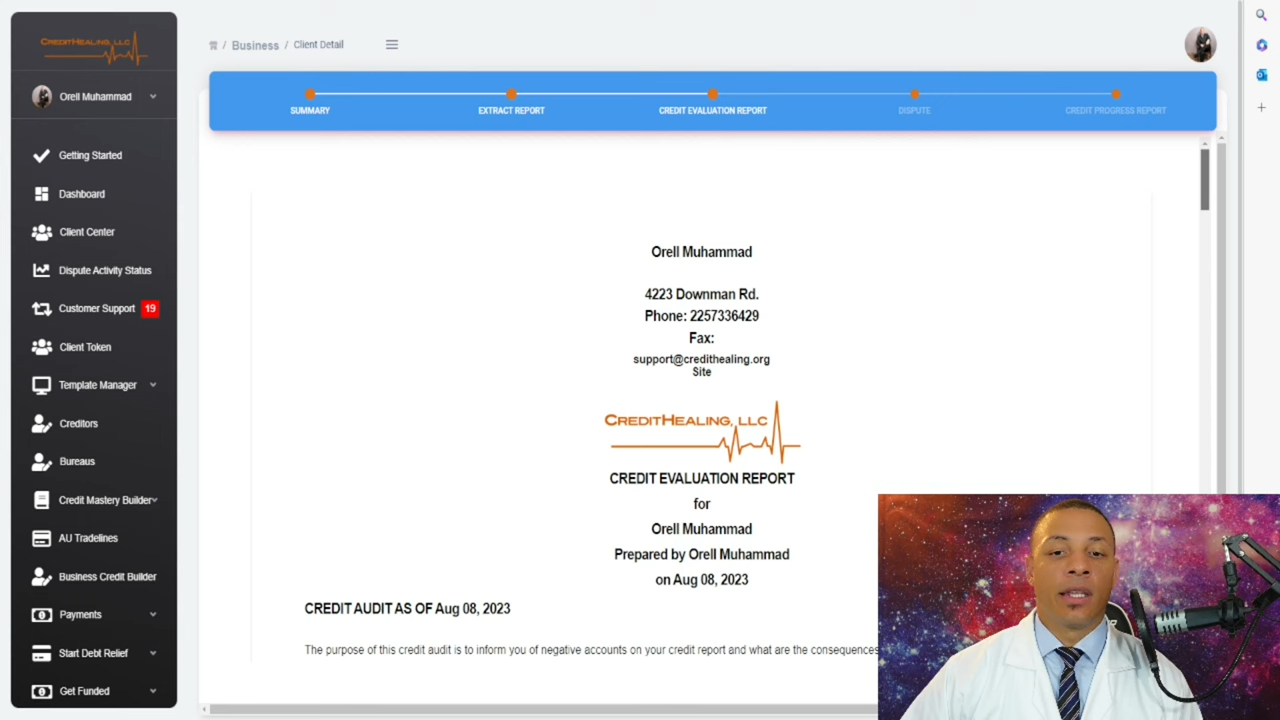 CREDITHEALING, LLC
Orell Muhammad
Getting Started
Dashboard
Client Center
Dispute Activity Status
Customer Support 19
Client Token
Template Manager
Creditors
Bureaus
Credit Mastery Builder
AU Tradelines
Business Credit Builder
Payments
Start Debt Relief
Get Funded
/ Business / Client Detail
SUMMARY
EXTRACT REPORT
CREDIT EVALUATION REPORT
DISPUTE
CREDIT PROGRESS REPORT
Orell Muhammad
4223 Downman Rd.
Phone: 2257336429
Fax:
support@credithealing.org
Site
CREDITHEALING, LLC
CREDIT EVALUATION REPORT
for
Orell Muhammad
Prepared by Orell Muhammad
on Aug 08, 2023
CREDIT AUDIT AS OF Aug 08, 2023
The purpose of this credit audit is to inform you of negative accounts on your credit report and what are the consequences